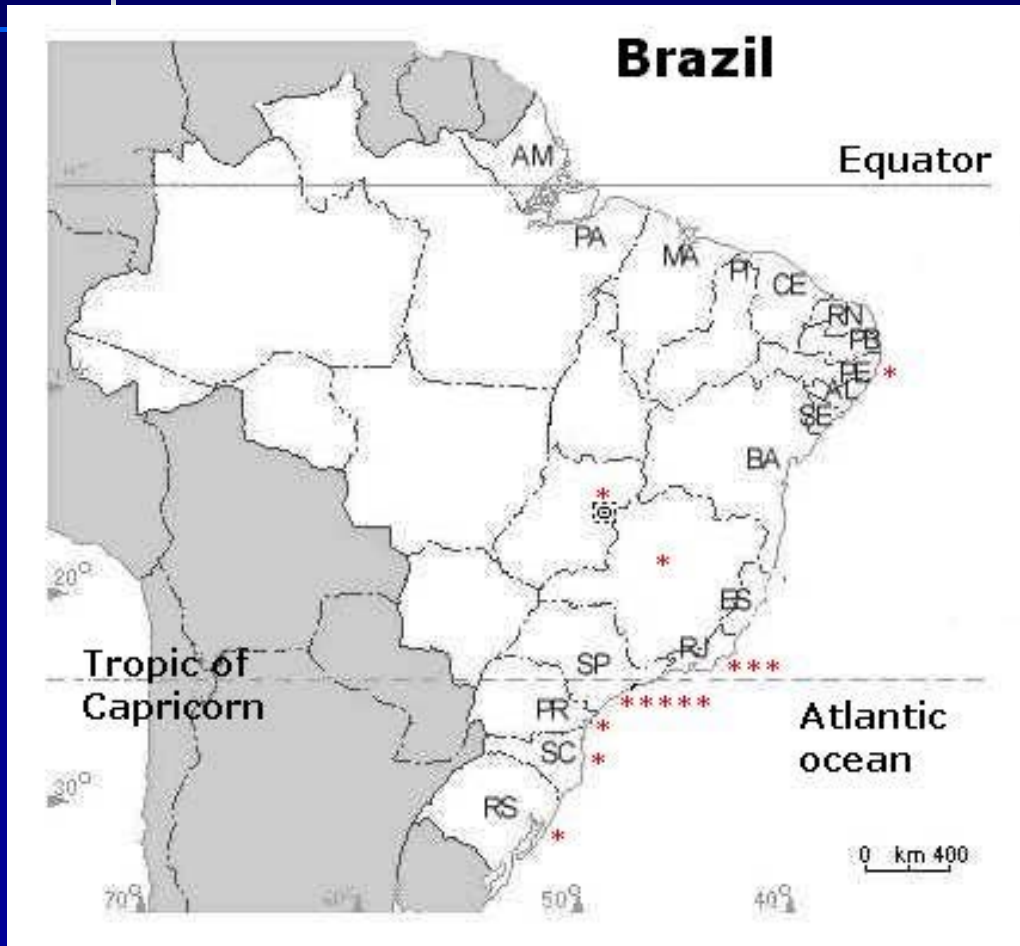 Brazil
AM
Equator
PA
MA
PI
CE
RN
PB
PE
*
AL
SE
BA
*
*
20°
ES
RJ
Tropic of
Capricorn
SP
* * *
* * * * *
PR
*
Atlantic
ocean
SC
*
30°
RS
*
0 km 400
70°
50°
40°